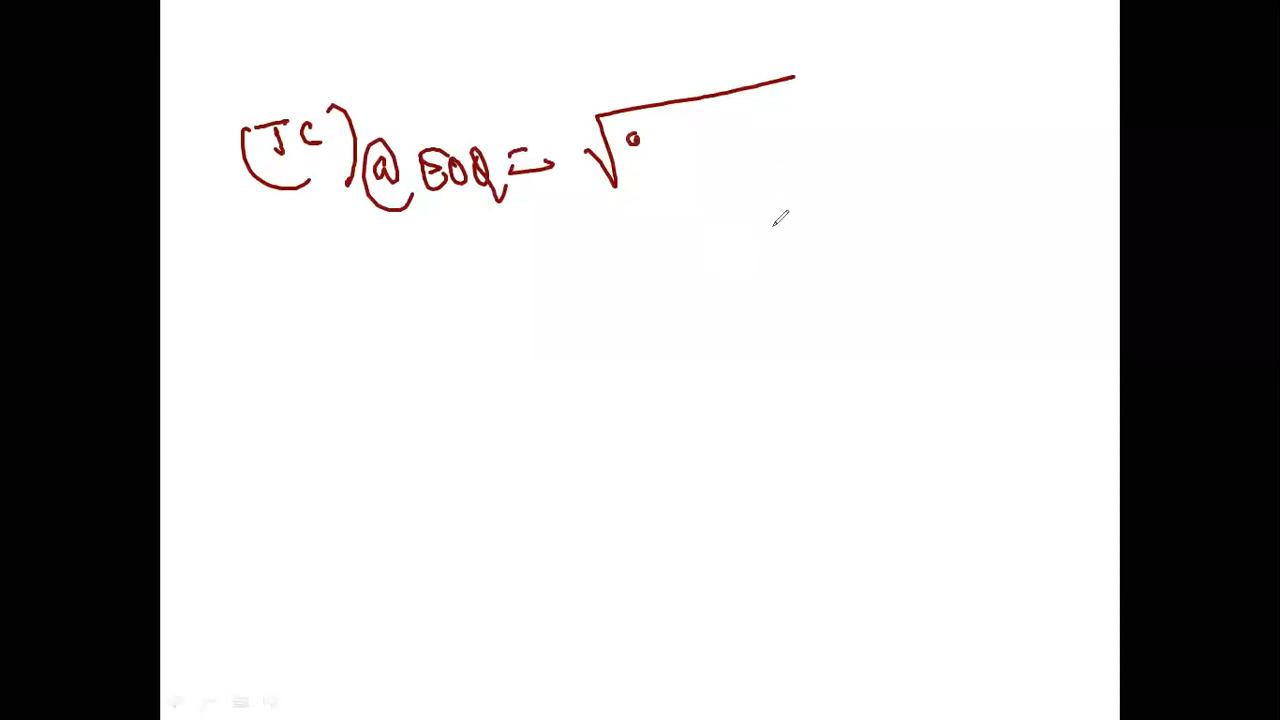 (TC) @ EOQ = √